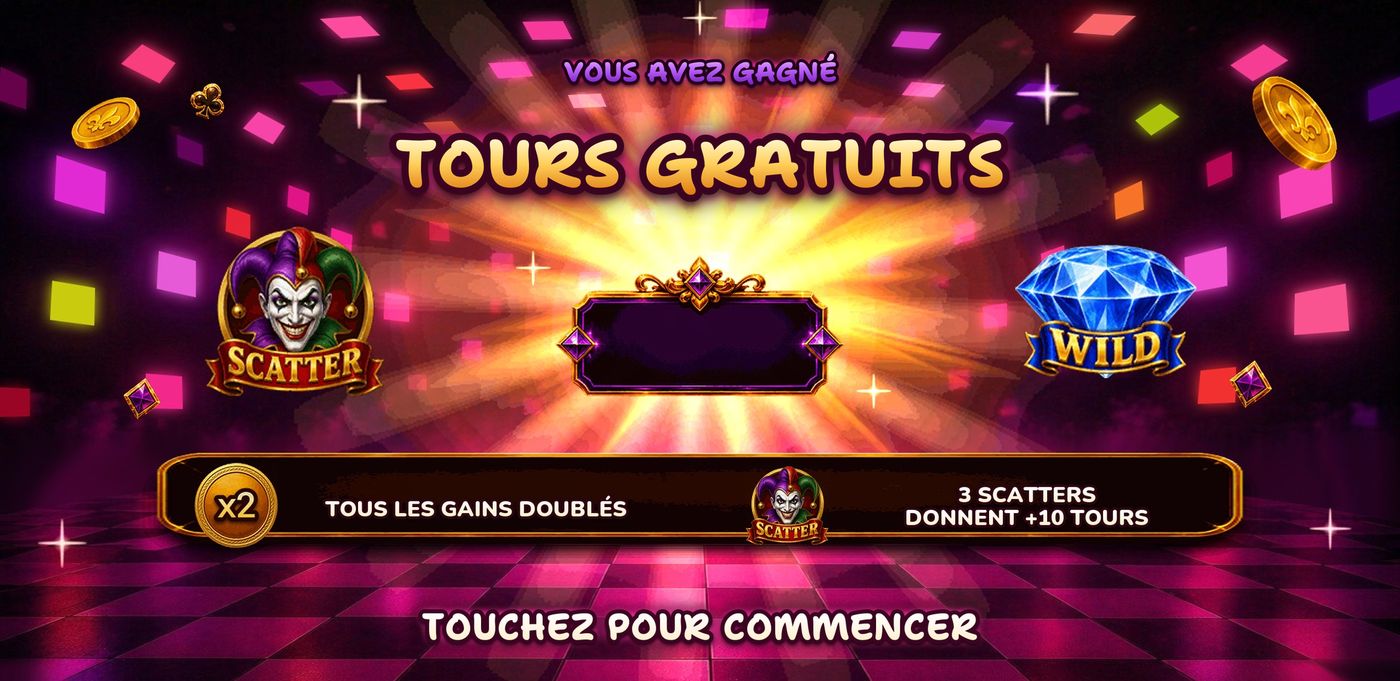 VOUS AVEZ GAGNÉ
TOURS GRATUITS
SCATTER
WILD
x2
TOUS LES GAINS DOUBLÉS
SCATTER
3 SCATTERS
DONNENT +10 TOURS
TOUCHEZ POUR COMMENCER